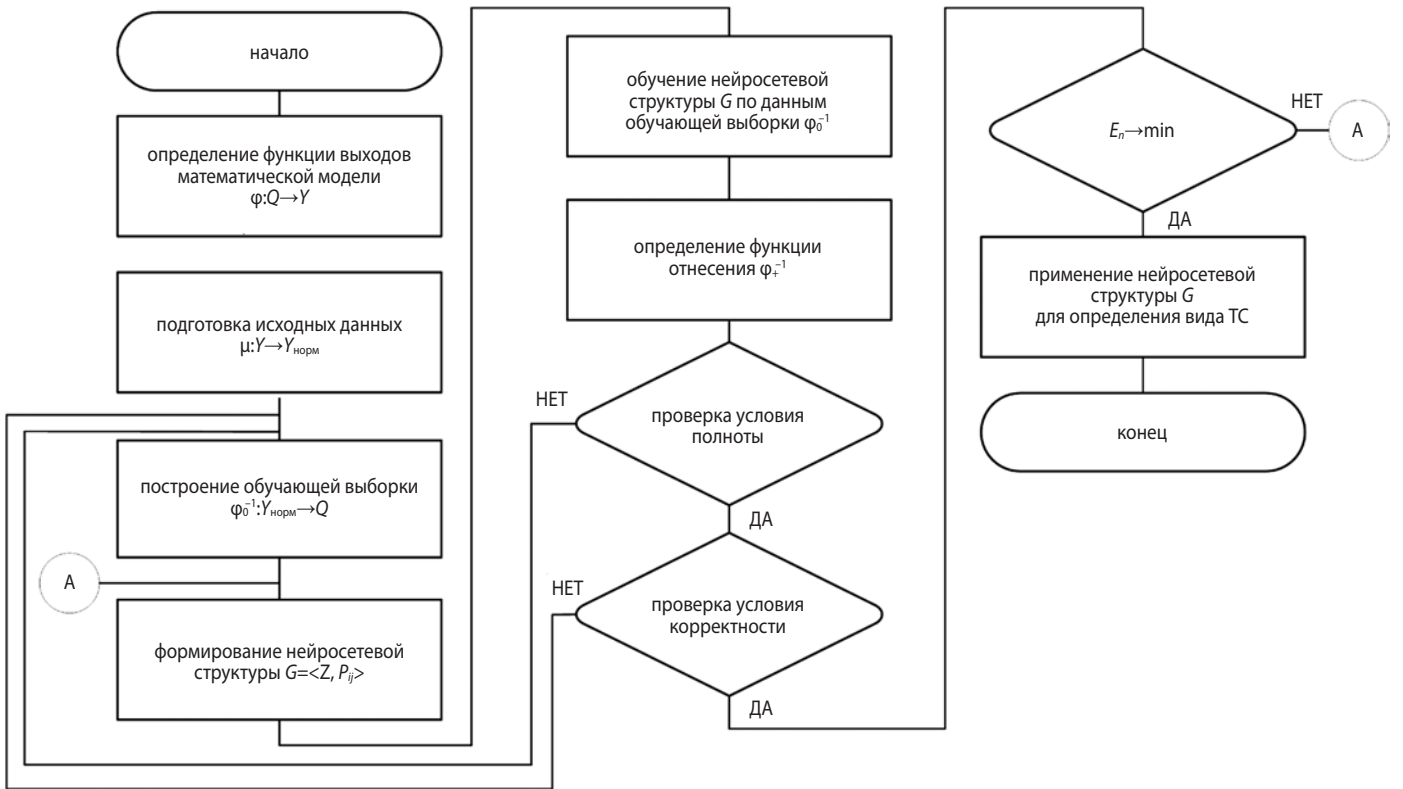 начало
определение функции выходов
математической модели
φ:Q→Y
подготовка исходных данных
μ:Y→Yнорм
построение обучающей выборки
φ₀⁻¹:Yнорм→Q
А
формирование нейросетевой
структуры G=<Z, Pij>
обучение нейросетевой
структуры G по данным
обучающей выборки φ₀⁻¹
определение функции
отнесения φ₊⁻¹
НЕТ
проверка условия
полноты
ДА
НЕТ
проверка условия
корректности
ДА
Eₙ→min
НЕТ
А
ДА
применение нейросетевой
структуры G
для определения вида ТС
конец